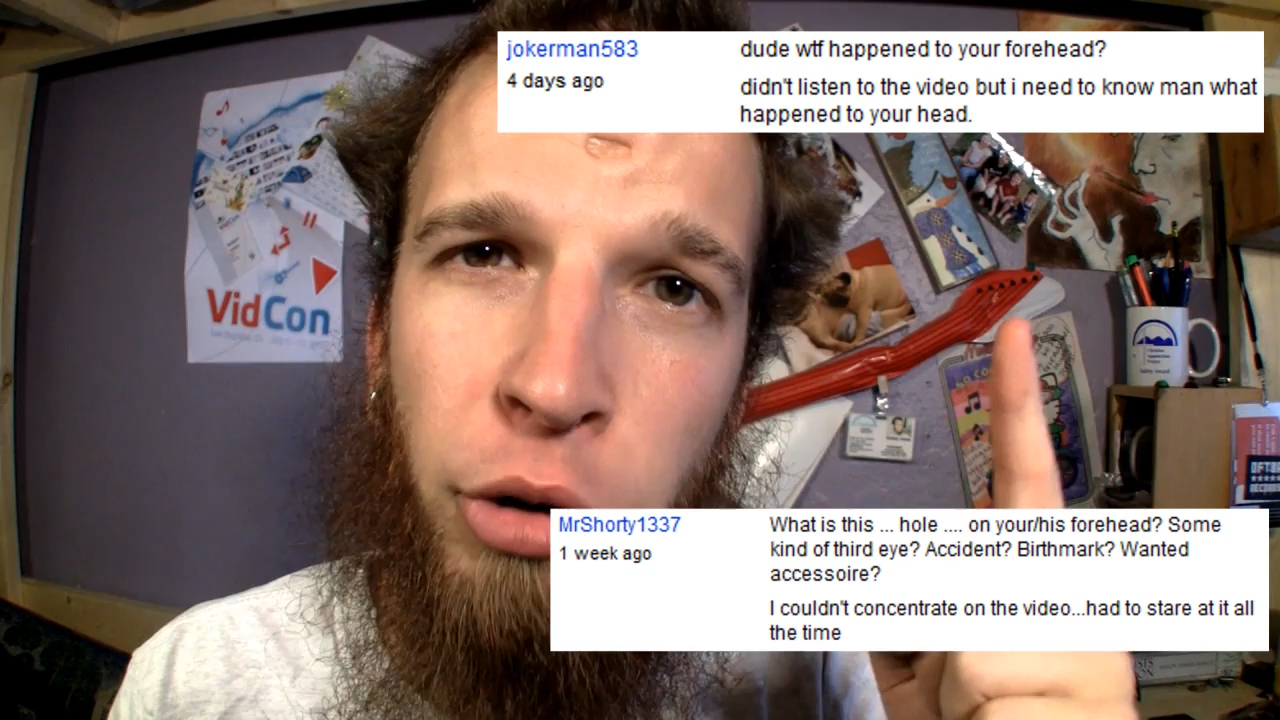 jokerman583
4 days ago
dude wtf happened to your forehead?
didn't listen to the video but i need to know man what
happened to your head.
VidCon
MrShorty1337
1 week ago
What is this ... hole .... on your/his forehead? Some
kind of third eye? Accident? Birthmark? Wanted
accessoire?
I couldn't concentrate on the video...had to stare at it all
the time